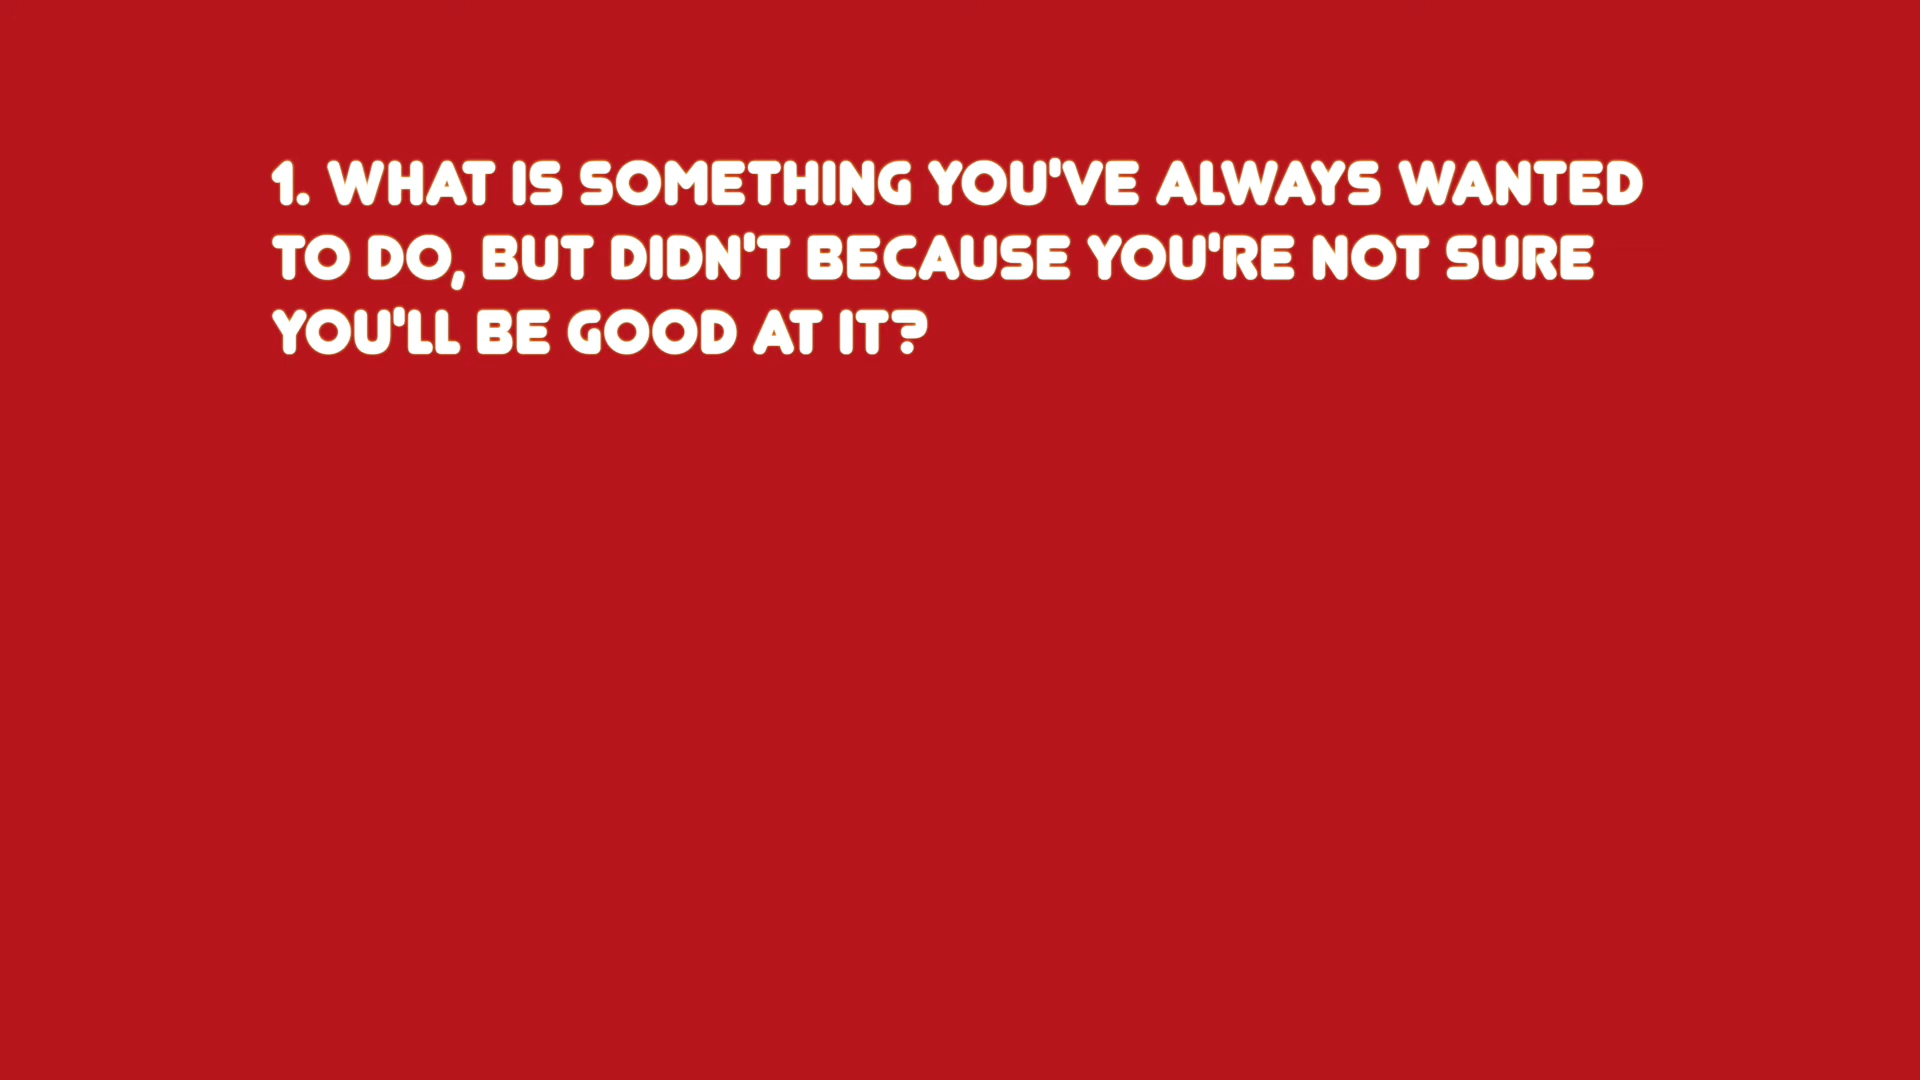 1. WHAT IS SOMETHING YOU'VE ALWAYS WANTED
TO DO, BUT DIDN'T BECAUSE YOU'RE NOT SURE
YOU'LL BE GOOD AT IT?